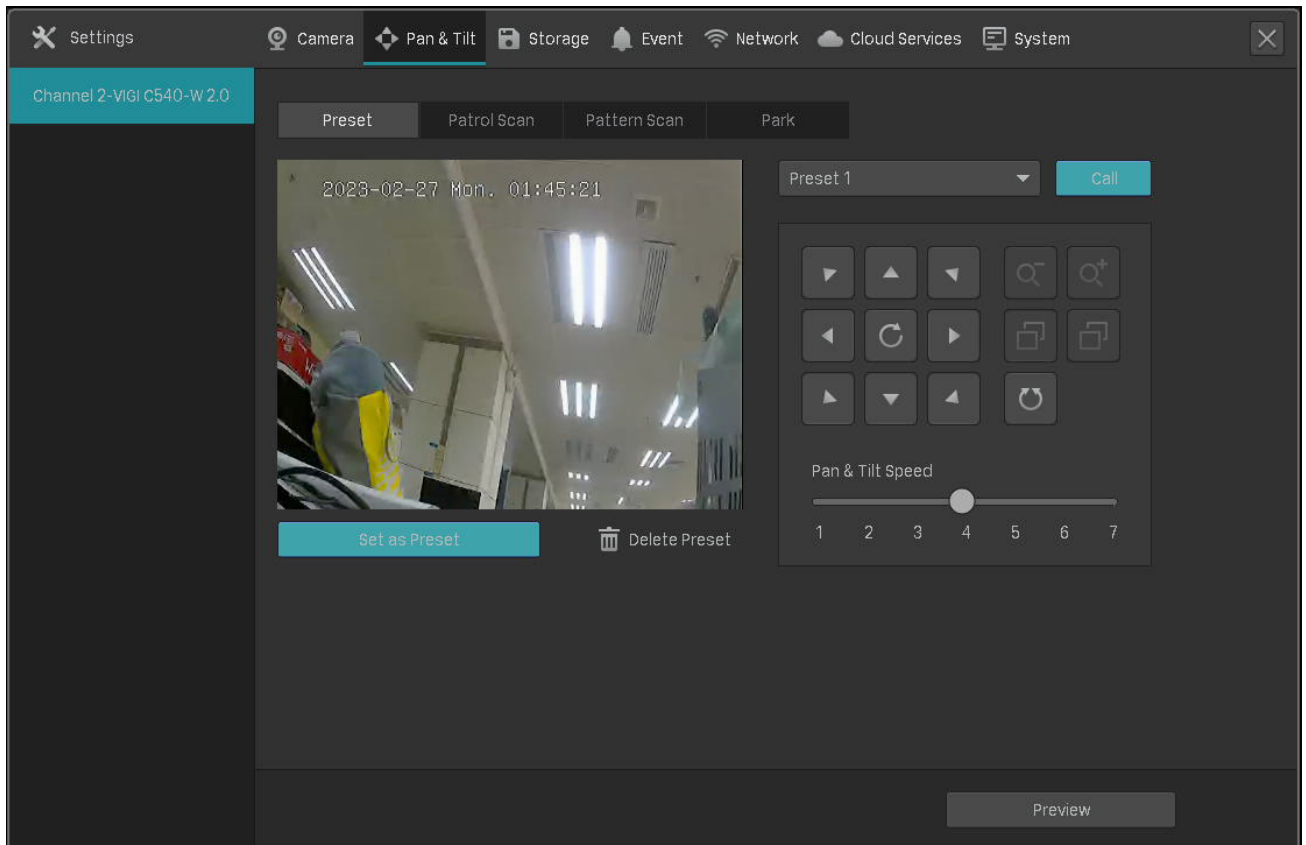 Settings
Camera
Pan & Tilt
Storage
Event
Network
Cloud Services
System
Channel 2-VIGI C540-W 2.0
Preset
Patrol Scan
Pattern Scan
Park
2023-02-27 Mon. 01:45:21
Preset 1
Call
Pan & Tilt Speed
1 2 3 4 5 6 7
Set as Preset
Delete Preset
Preview